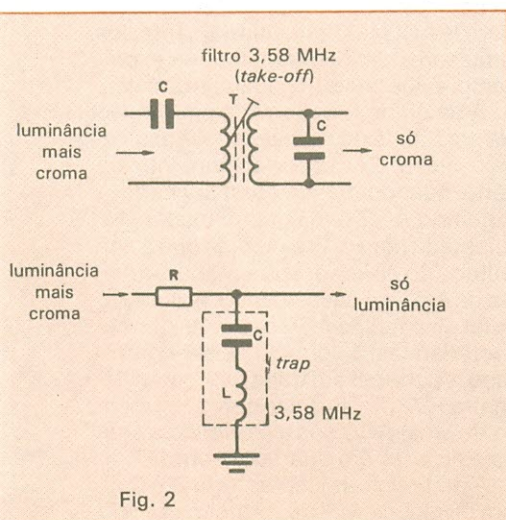 filtro 3,58 MHz
(take-off)
C
T
C
luminância
mais
croma
só
croma
luminância
mais
croma
R
só
luminância
C
trap
L
3,58 MHz
Fig. 2